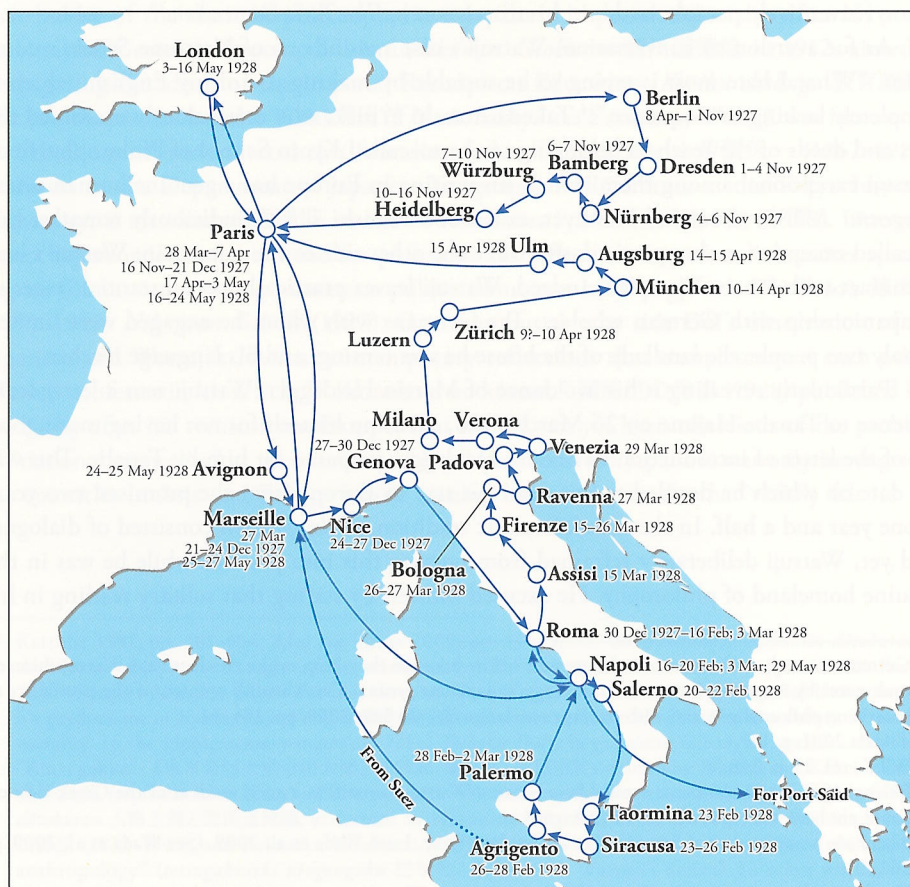 London
3–16 May 1928
Berlin
8 Apr–1 Nov 1927
Dresden 1–4 Nov 1927
6–7 Nov 1927
Bamberg
7–10 Nov 1927
Würzburg
Nürnberg 4–6 Nov 1927
10–16 Nov 1927
Heidelberg
Paris
28 Mar–7 Apr
16 Nov–21 Dec 1927
17 Apr–3 May
16–24 May 1928
15 Apr 1928 Ulm
Augsburg 14–15 Apr 1928
München 10–14 Apr 1928
Zürich 9:–10 Apr 1928
Luzern
Milano
27–30 Dec 1927
Verona
Venezia 29 Mar 1928
Padova
Genova
24–25 May 1928 Avignon
Ravenna 27 Mar 1928
Marseille
27 Mar
21–24 Dec 1927
25–27 May 1928
Nice
24–27 Dec 1927
Firenze 15–26 Mar 1928
Bologna
26–27 Mar 1928
Assisi 15 Mar 1928
Roma 30 Dec 1927–16 Feb; 3 Mar 1928
Napoli 16–20 Feb; 3 Mar; 29 May 1928
Salerno 20–22 Feb 1928
28 Feb–2 Mar 1928
Palermo
From Suez
For Port Said
Taormina
23 Feb 1928
Siracusa 23–26 Feb 1928
Agrigento
26–28 Feb 1928